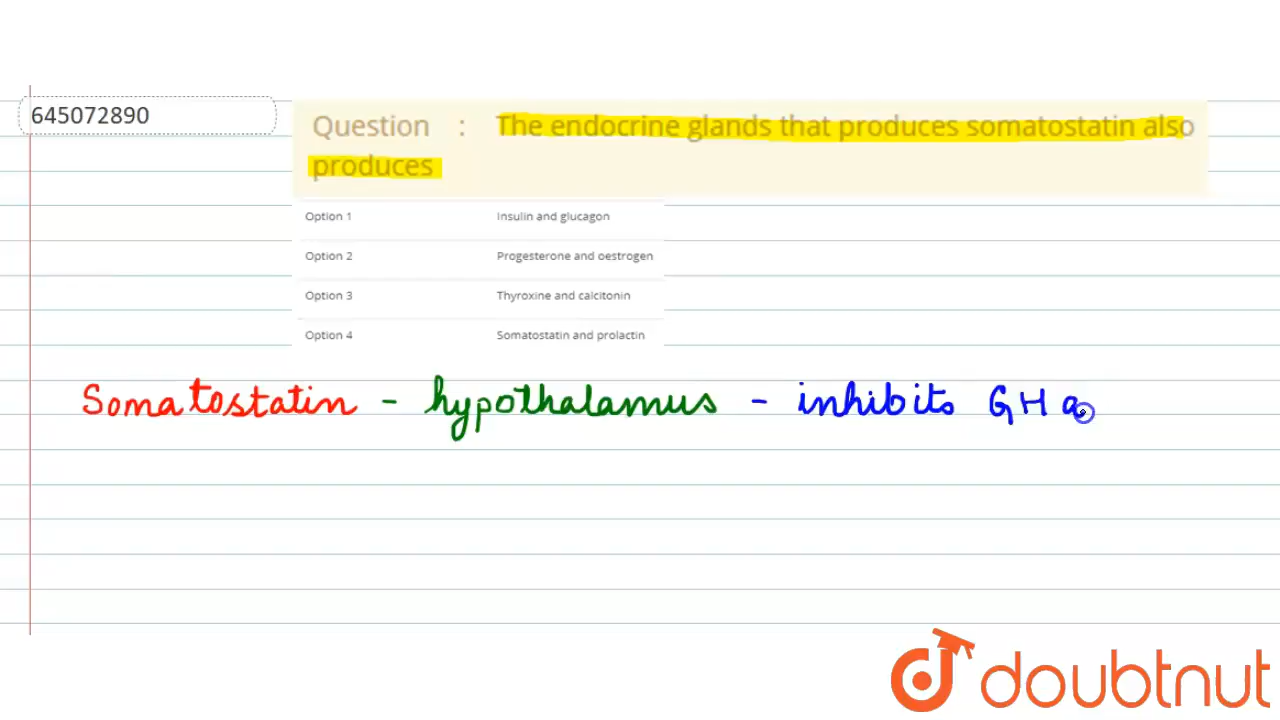 645072890
Question : The endocrine glands that produces somatostatin also
produces
Option 1 Insulin and glucagon
Option 2 Progesterone and oestrogen
Option 3 Thyroxine and calcitonin
Option 4 Somatostatin and prolactin
Somatostatin - hypothalamus - inhibits GH a
doubtnut